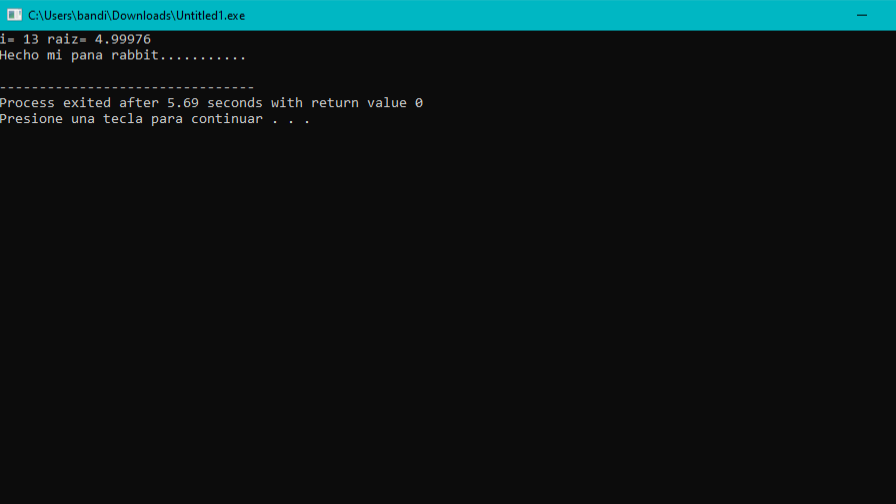 C:\Users\bandi\Downloads\Untitled1.exe
i= 13 raiz= 4.99976
Hecho mi pana rabbit...........
--------------------------------
Process exited after 5.69 seconds with return value 0
Presione una tecla para continuar . . .